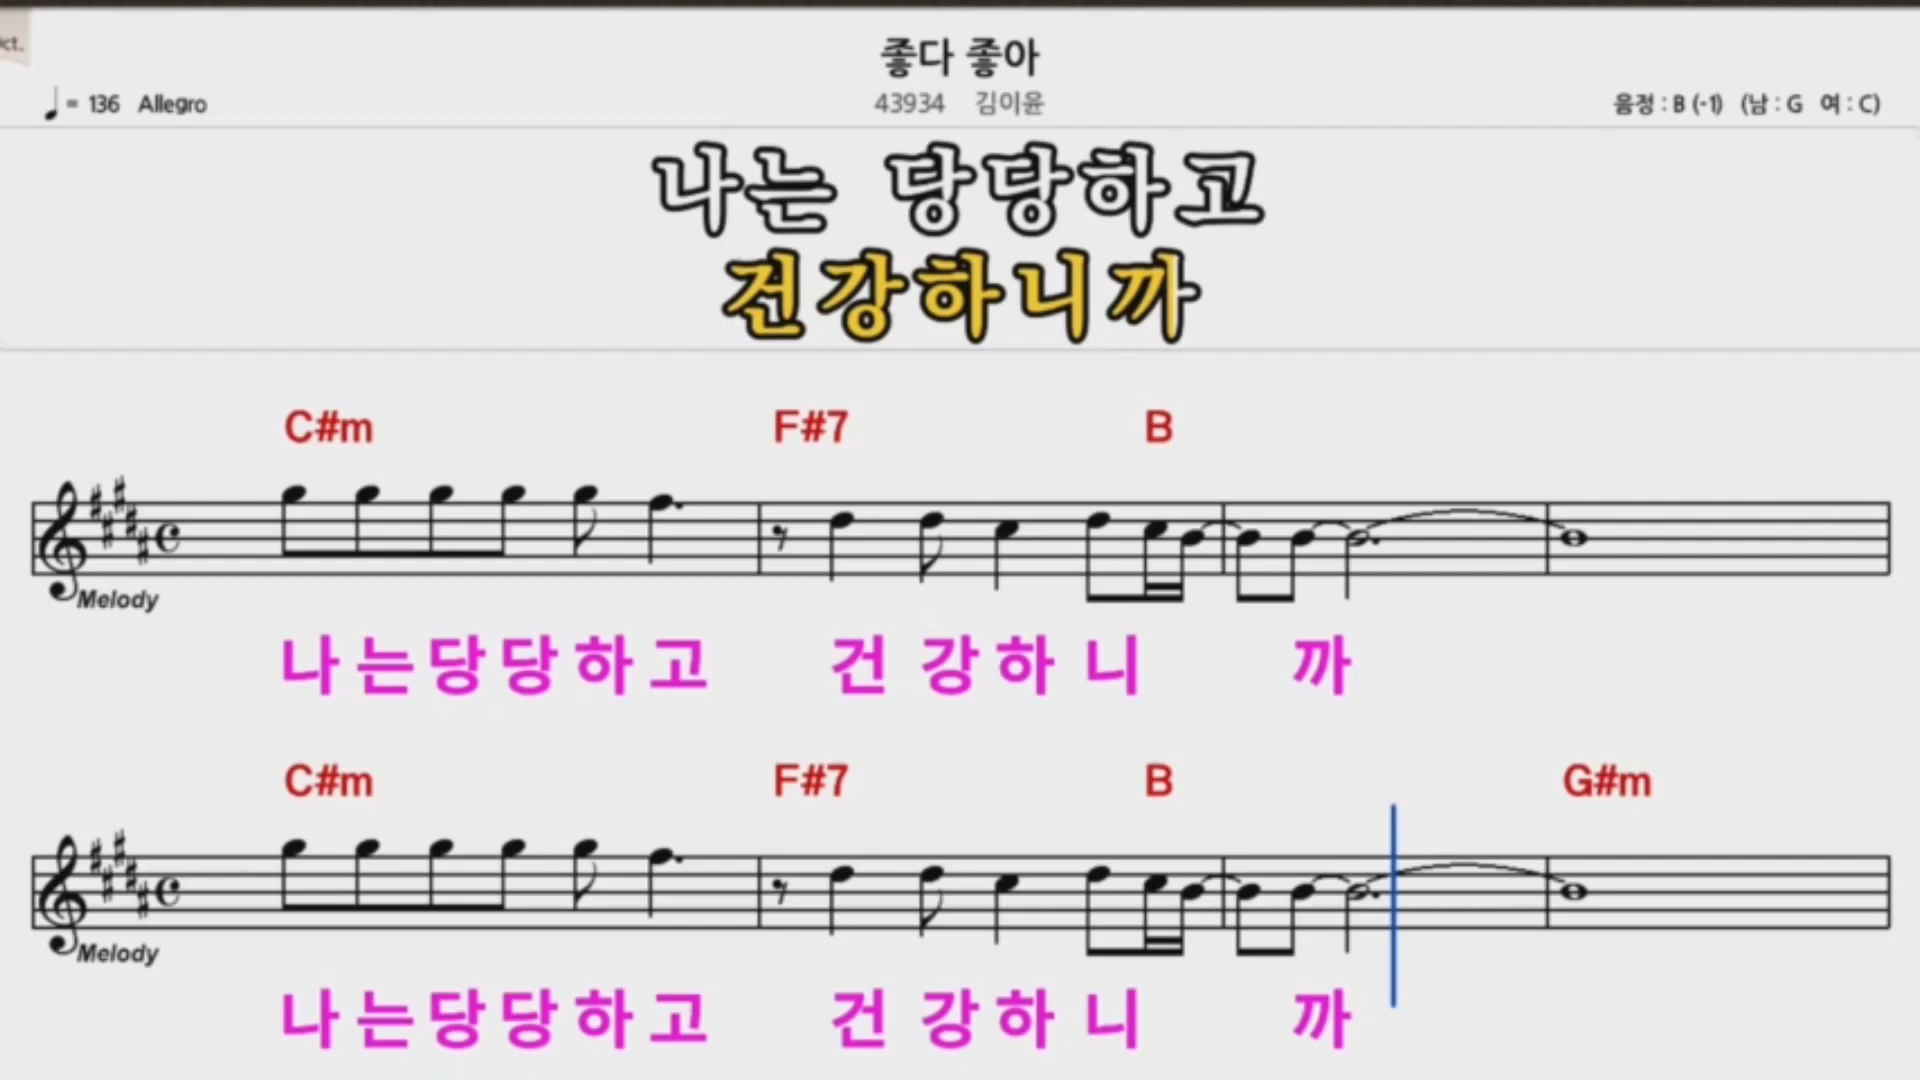 좋다 좋아
♩ = 136 Allegro
43934 김이윤
음정 : B (-1) (남 : G 여 : C)
나는 당당하고
건강하니까
C#m F#7 B
Melody
나 는 당 당 하 고 건 강 하 니 까
C#m F#7 B G#m
Melody
나 는 당 당 하 고 건 강 하 니 까